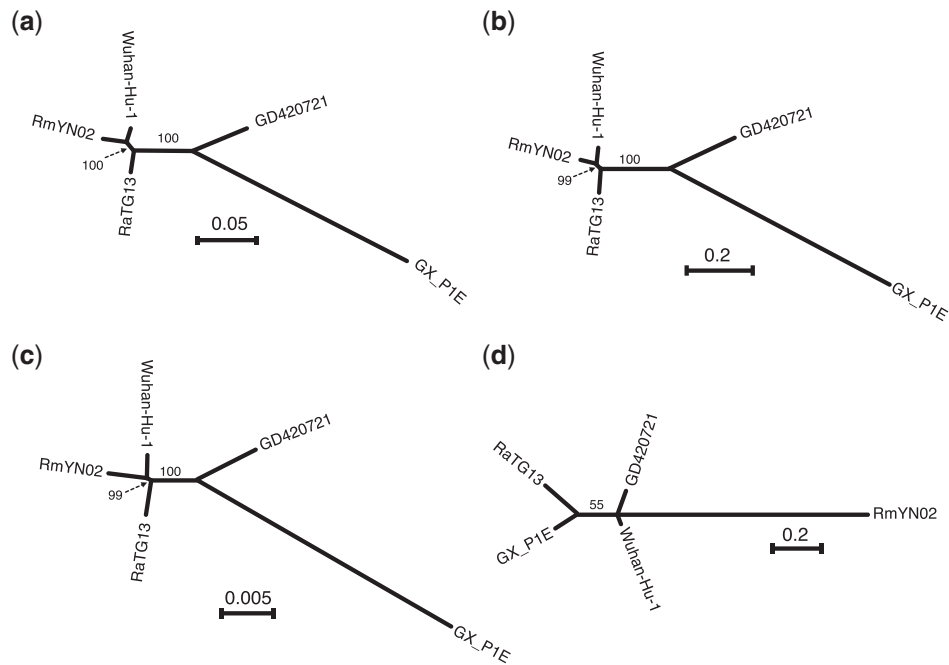 (a)
Wuhan-Hu-1
RmYN02
100
100
RaTG13
GD420721
GX_P1E
0.05
(b)
Wuhan-Hu-1
RmYN02
99
100
RaTG13
GD420721
GX_P1E
0.2
(c)
Wuhan-Hu-1
RmYN02
99
100
RaTG13
GD420721
GX_P1E
0.005
(d)
RaTG13
GX_P1E
55
GD420721
Wuhan-Hu-1
RmYN02
0.2